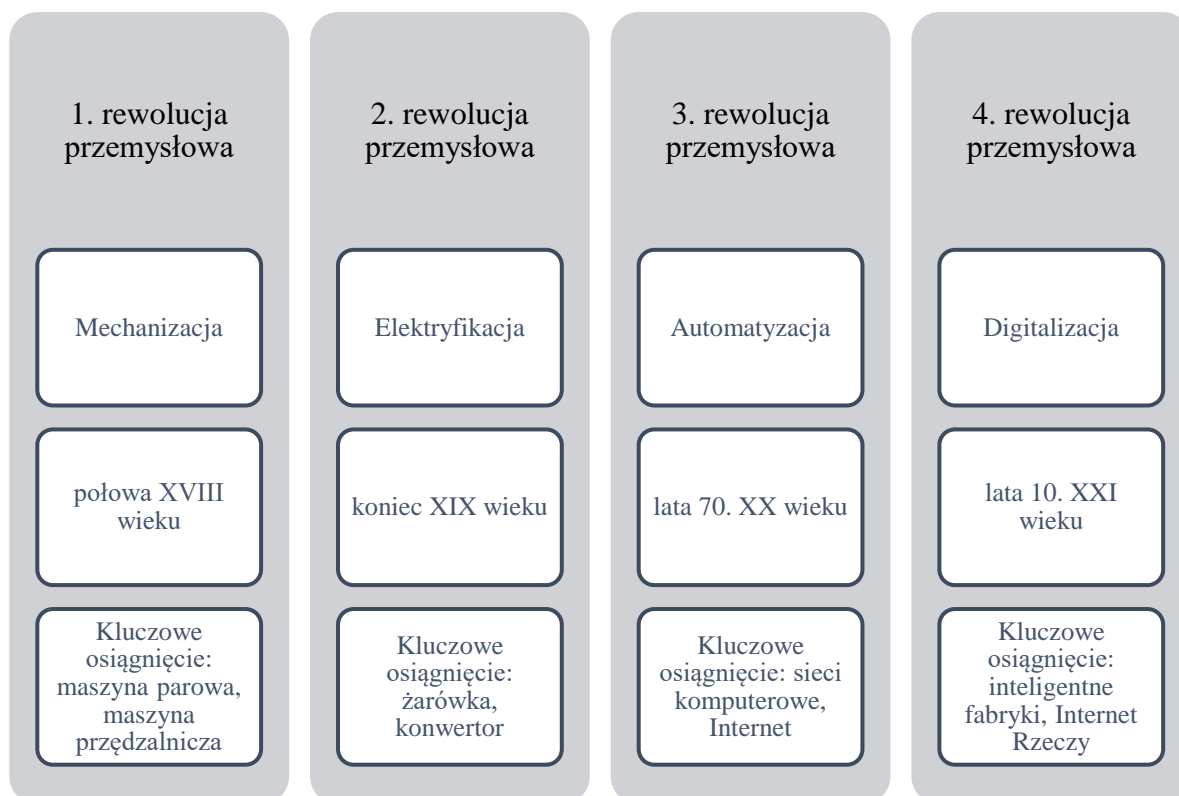 1. rewolucja
przemysłowa
Mechanizacja
połowa XVIII
wieku
Kluczowe
osiągnięcie:
maszyna parowa,
maszyna
przędzalnicza
2. rewolucja
przemysłowa
Elektryfikacja
koniec XIX wieku
Kluczowe
osiągnięcie:
żarówka,
konwertor
3. rewolucja
przemysłowa
Automatyzacja
lata 70. XX wieku
Kluczowe
osiągnięcie: sieci
komputerowe,
Internet
4. rewolucja
przemysłowa
Digitalizacja
lata 10. XXI
wieku
Kluczowe
osiągnięcie:
inteligentne
fabryki, Internet
Rzeczy